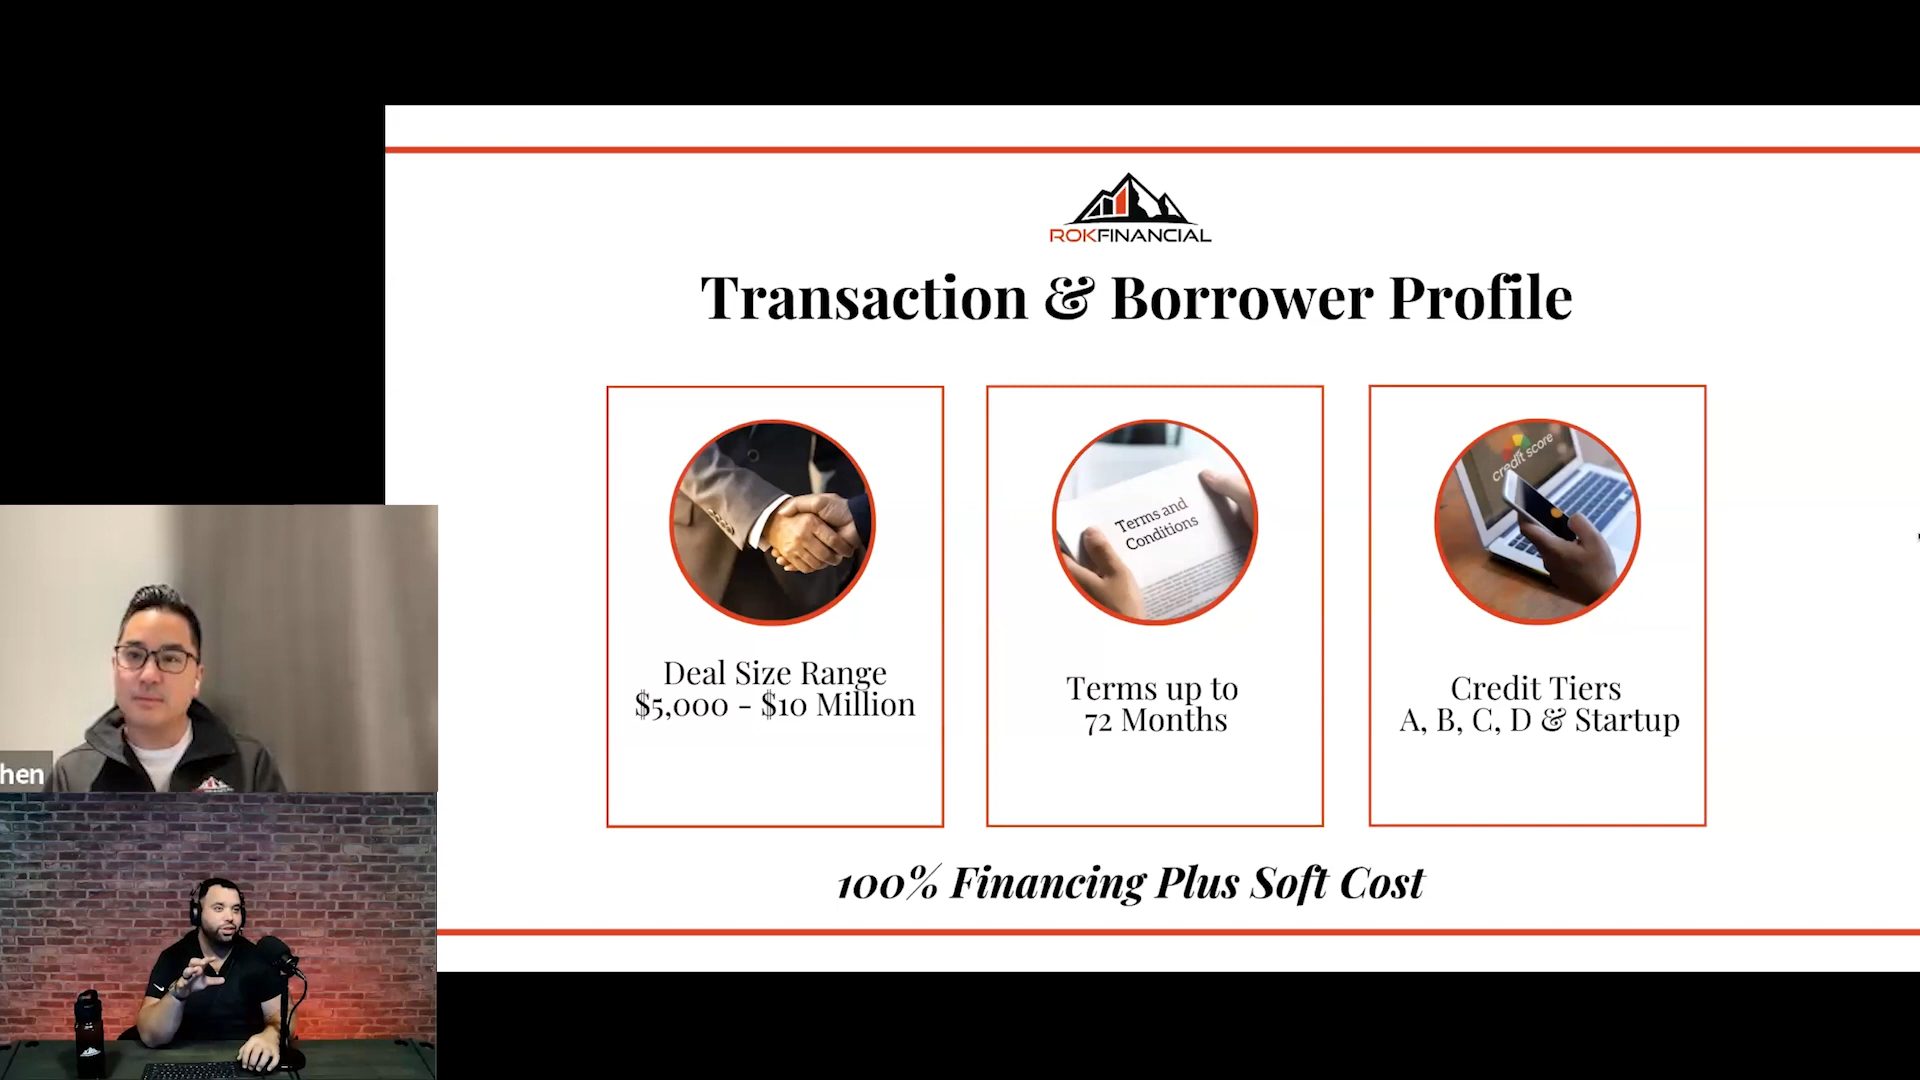 ROKFINANCIAL
Transaction & Borrower Profile
Terms and
Conditions
credit score
Deal Size Range
$5,000 - $10 Million
Terms up to
72 Months
Credit Tiers
A, B, C, D & Startup
100% Financing Plus Soft Cost
hen